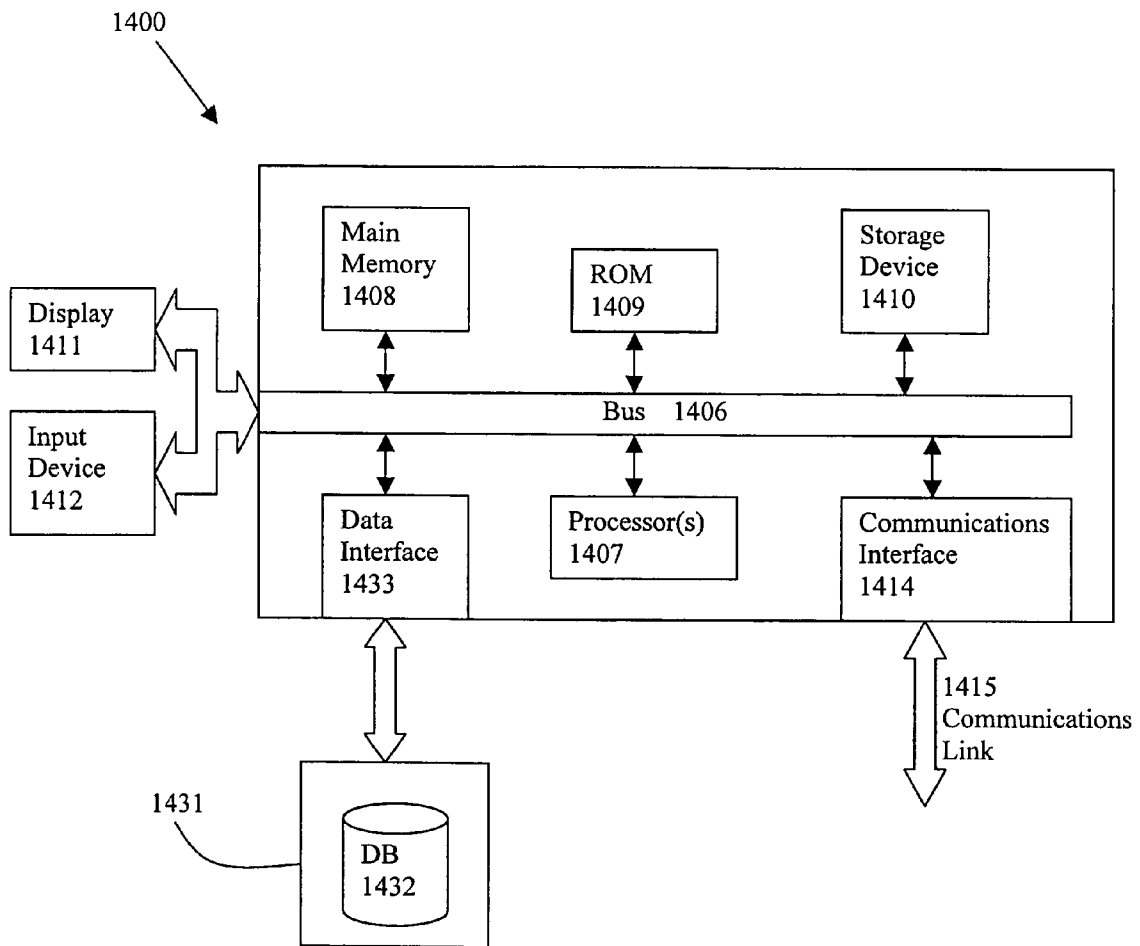 1400
Main
Memory
1408
ROM
1409
Storage
Device
1410
Display
1411
Input
Device
1412
Bus 1406
Data
Interface
1433
Processor(s)
1407
Communications
Interface
1414
1415
Communications
Link
1431
DB
1432